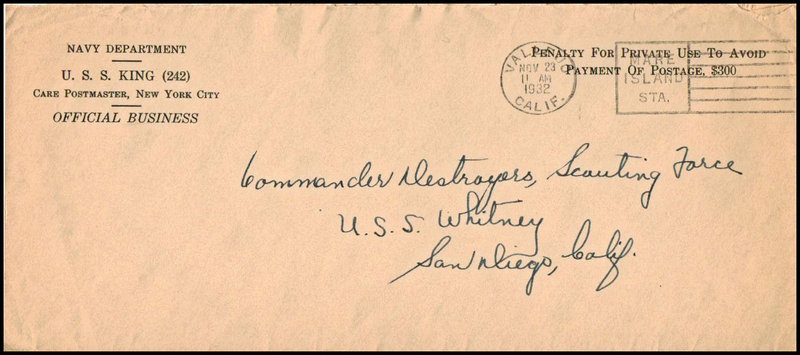 NAVY DEPARTMENT
U. S. S. KING (242)
CARE POSTMASTER, NEW YORK CITY
OFFICIAL BUSINESS
PENALTY FOR PRIVATE USE TO AVOID
PAYMENT OF POSTAGE, $300
VALLEJO
NOV 23
11 AM
1932
CALIF.
MARE
ISLAND
STA.
Commander Destroyers, Scouting Force
U.S.S. Whitney
San Diego, Calif.